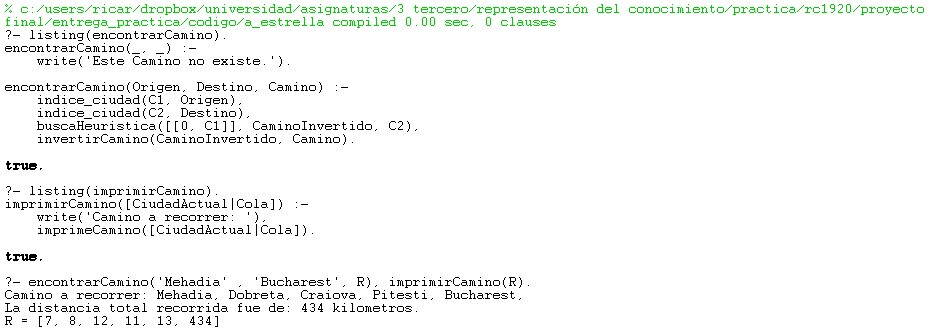 % c:/users/ricar/dropbox/universidad/asignaturas/3 tercero/representación del conocimiento/practica/rc1920/proyecto
final/entrega_practica/codigo/a_estrella compiled 0.00 sec, 0 clauses
?- listing(encontrarCamino).
encontrarCamino(_, _) :-
    write('Este Camino no existe.').
encontrarCamino(Origen, Destino, Camino) :-
    indice_ciudad(C1, Origen),
    indice_ciudad(C2, Destino),
    buscaHeuristica([[0, C1]], CaminoInvertido, C2),
    invertirCamino(CaminoInvertido, Camino).
true.
?- listing(imprimirCamino).
imprimirCamino([CiudadActual|Cola]) :-
    write('Camino a recorrer: '),
    imprimeCamino([CiudadActual|Cola]).
true.
?- encontrarCamino('Mehadia' , 'Bucharest', R), imprimirCamino(R).
Camino a recorrer: Mehadia, Dobreta, Craiova, Pitesti, Bucharest,
La distancia total recorrida fue de: 434 kilometros.
R = [7, 8, 12, 11, 13, 434]